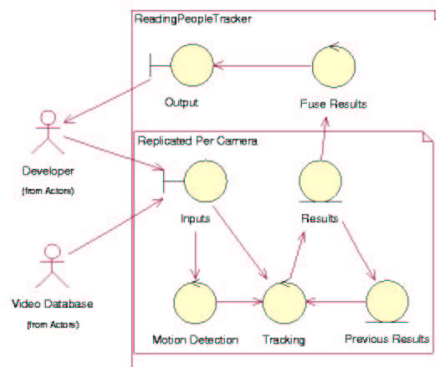 ReadingPeopleTracker
Output
Fuse Results
Developer
(from Actors)
Replicated Per Camera
Inputs
Results
Video Database
(from Actors)
Motion Detection
Tracking
Previous Results